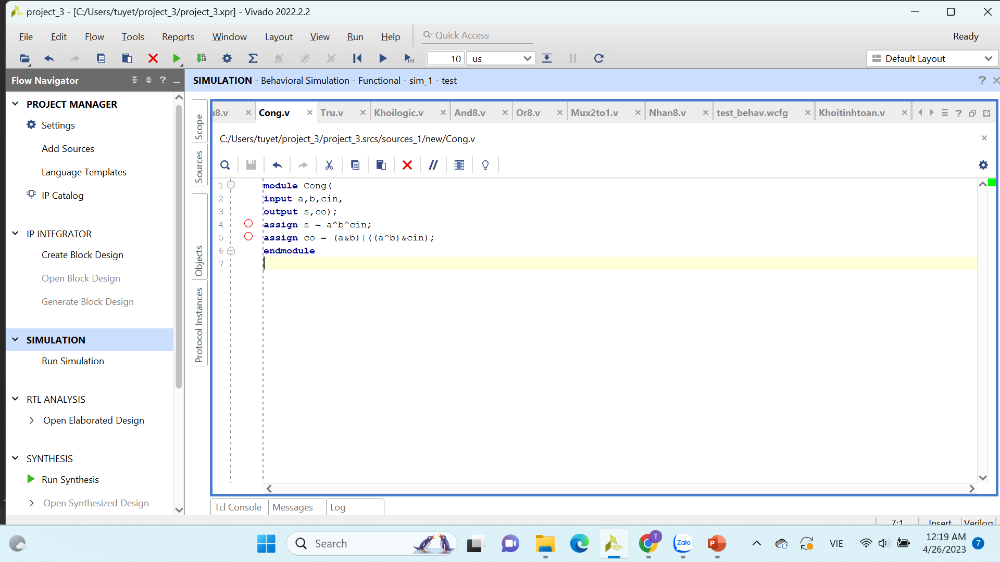 project_3 - [C:/Users/tuyet/project_3/project_3.xpr] - Vivado 2022.2.2
File Edit Flow Tools Reports Window Layout View Run Help
Quick Access
Ready
10 us
Default Layout
Flow Navigator
SIMULATION - Behavioral Simulation - Functional - sim_1 - test
PROJECT MANAGER
Settings
Add Sources
Language Templates
IP Catalog
IP INTEGRATOR
Create Block Design
Open Block Design
Generate Block Design
SIMULATION
Run Simulation
RTL ANALYSIS
Open Elaborated Design
SYNTHESIS
Run Synthesis
Open Synthesized Design
Scope
Sources
Objects
Protocol Instances
u8.v Cong.v Tru.v Khoilogic.v And8.v Or8.v Mux2to1.v Nhan8.v test_behav.wcfg Khoitinhtoan.v
C:/Users/tuyet/project_3/project_3.srcs/sources_1/new/Cong.v
1 module Cong(
2 input a,b,cin,
3 output s,co);
4 assign s = a^b^cin;
5 assign co = (a&b)|((a^b)&cin);
6 endmodule
7
Tcl Console Messages Log
7:1 Insert Verilog
Search
T
Zalo
P
VIE
12:19 AM
4/26/2023
7